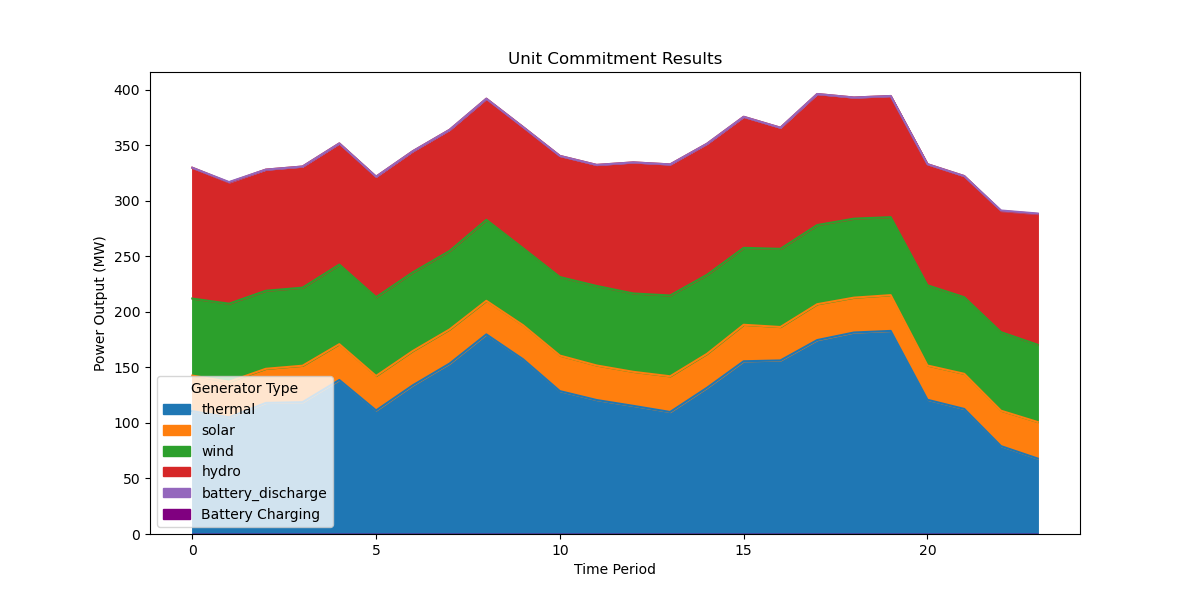 Unit Commitment Results
Power Output (MW)
400
350
300
250
200
150
100
50
0
Generator Type
thermal
solar
wind
hydro
battery_discharge
Battery Charging
0 5 10 15 20
Time Period